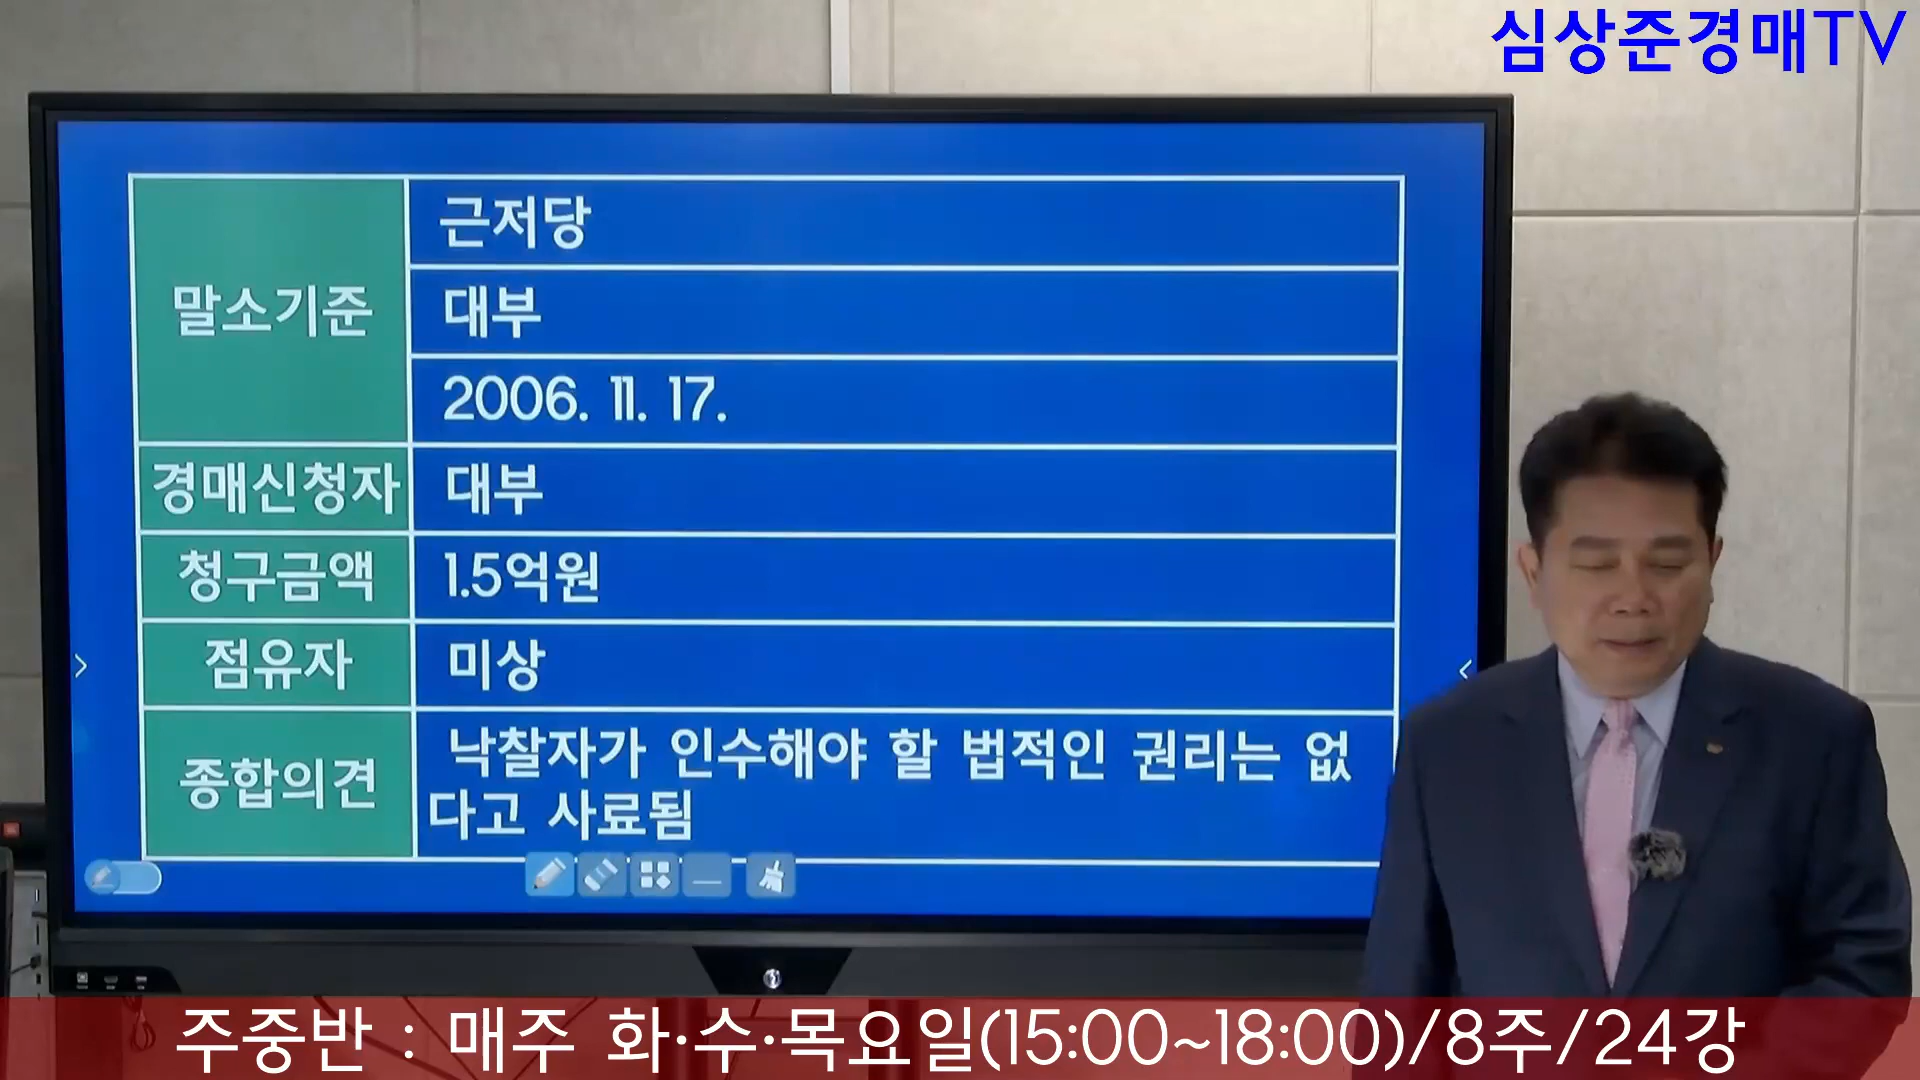 심상준경매TV
말소기준
근저당
대부
2006. 11. 17.
경매신청자
대부
청구금액
1.5억원
점유자
미상
종합의견
낙찰자가 인수해야 할 법적인 권리는 없
다고 사료됨
주중반 : 매주 화·수·목요일(15:00~18:00)/8주/24강